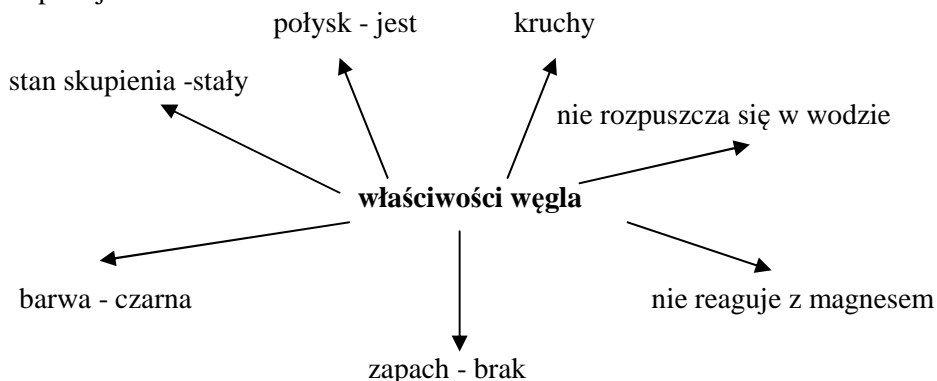 połysk - jest
kruchy
stan skupienia -stały
nie rozpuszcza się w wodzie
właściwości węgla
barwa - czarna
nie reaguje z magnesem
zapach - brak